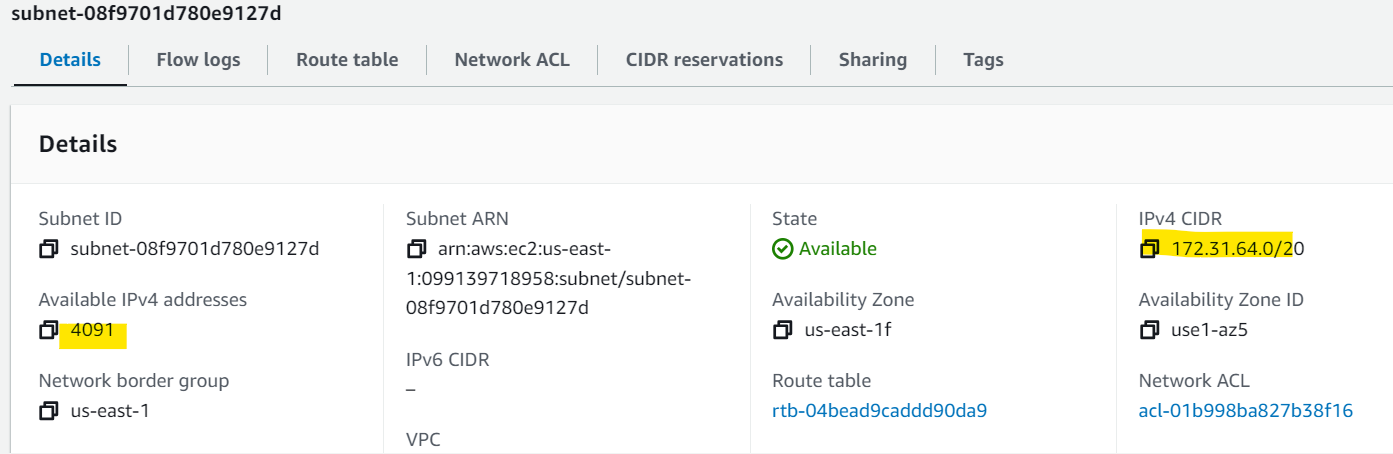 subnet-08f9701d780e9127d
Details Flow logs Route table Network ACL CIDR reservations Sharing Tags
Details
Subnet ID
subnet-08f9701d780e9127d
Available IPv4 addresses
4091
Network border group
us-east-1
Subnet ARN
arn:aws:ec2:us-east-
1:099139718958:subnet/subnet-
08f9701d780e9127d
IPv6 CIDR
–
VPC
State
Available
Availability Zone
us-east-1f
Route table
rtb-04bead9caddd90da9
IPv4 CIDR
172.31.64.0/20
Availability Zone ID
use1-az5
Network ACL
acl-01b998ba827b38f16